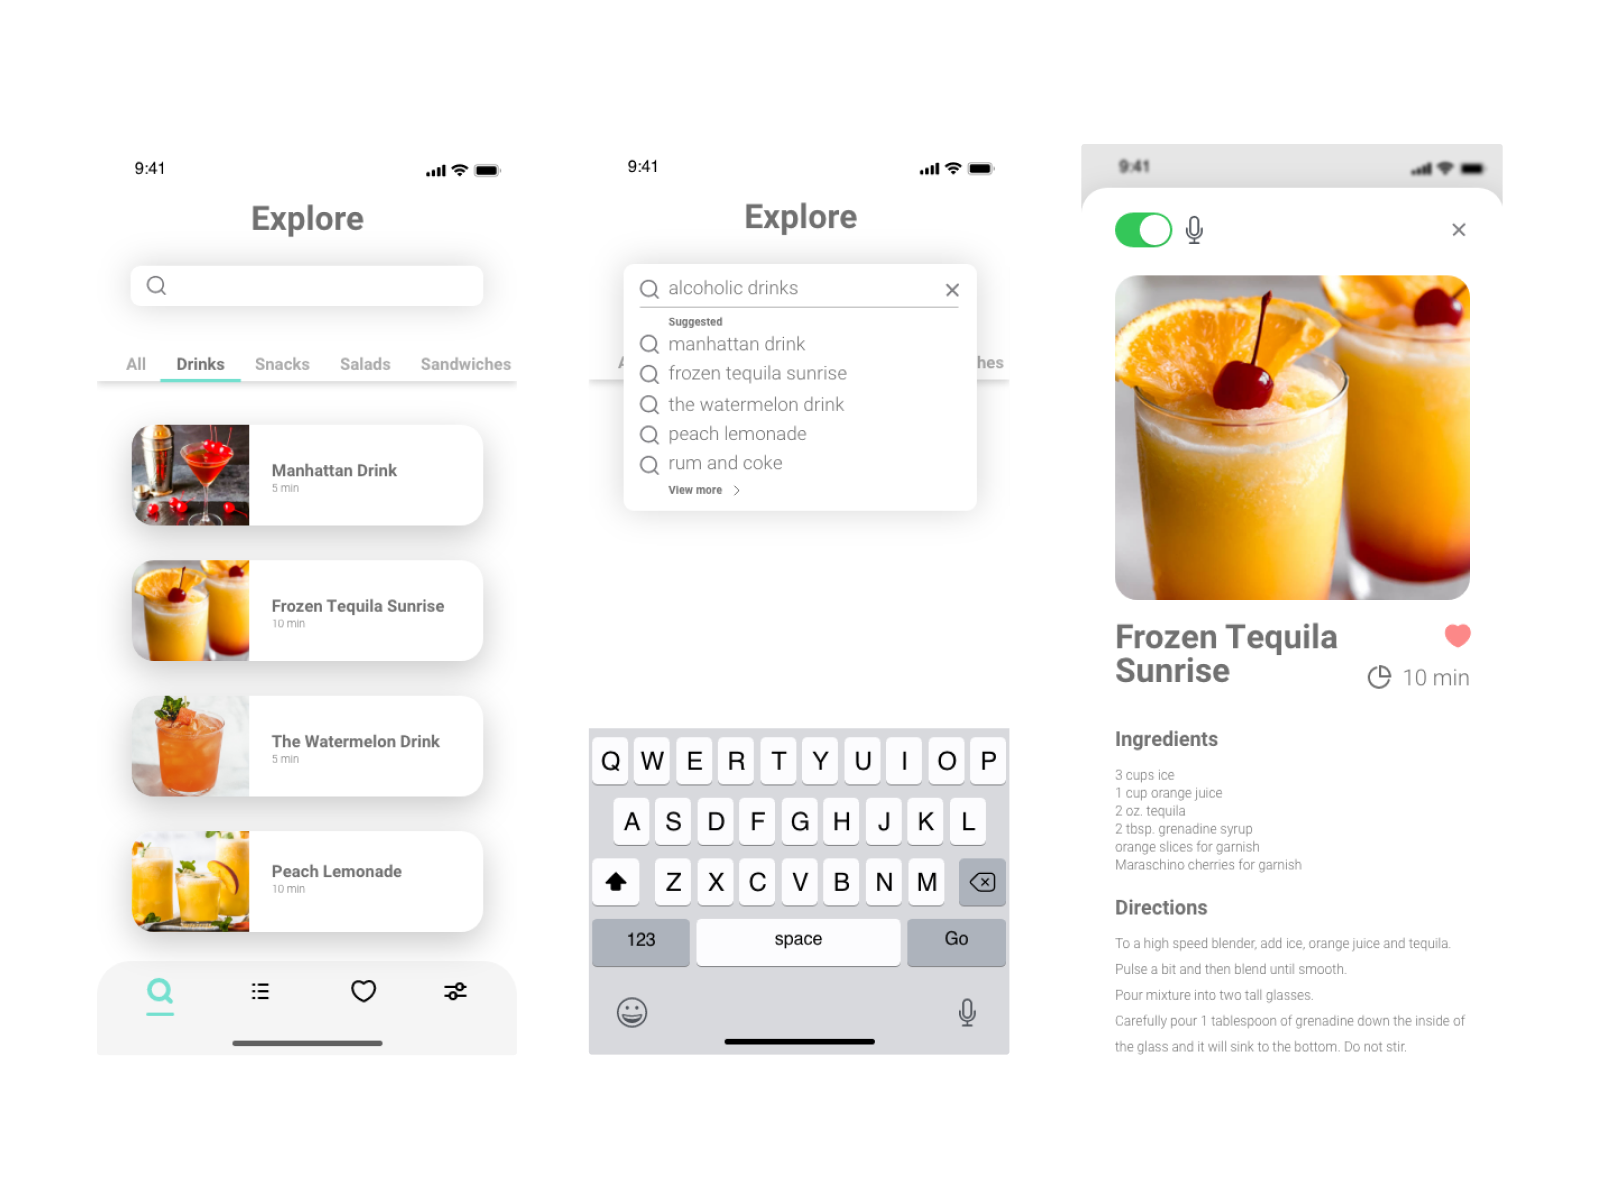 9:41
Explore
All Drinks Snacks Salads Sandwiches
Manhattan Drink
5 min
Frozen Tequila Sunrise
10 min
The Watermelon Drink
5 min
Peach Lemonade
10 min
9:41
Explore
alcoholic drinks
Suggested
manhattan drink
frozen tequila sunrise
the watermelon drink
peach lemonade
rum and coke
View more
hes
Q W E R T Y U I O P
A S D F G H J K L
Z X C V B N M
123 space Go
9:41
Frozen Tequila
Sunrise
10 min
Ingredients
3 cups ice
1 cup orange juice
2 oz. tequila
2 tbsp. grenadine syrup
orange slices for garnish
Maraschino cherries for garnish
Directions
To a high speed blender, add ice, orange juice and tequila.
Pulse a bit and then blend until smooth.
Pour mixture into two tall glasses.
Carefully pour 1 tablespoon of grenadine down the inside of
the glass and it will sink to the bottom. Do not stir.